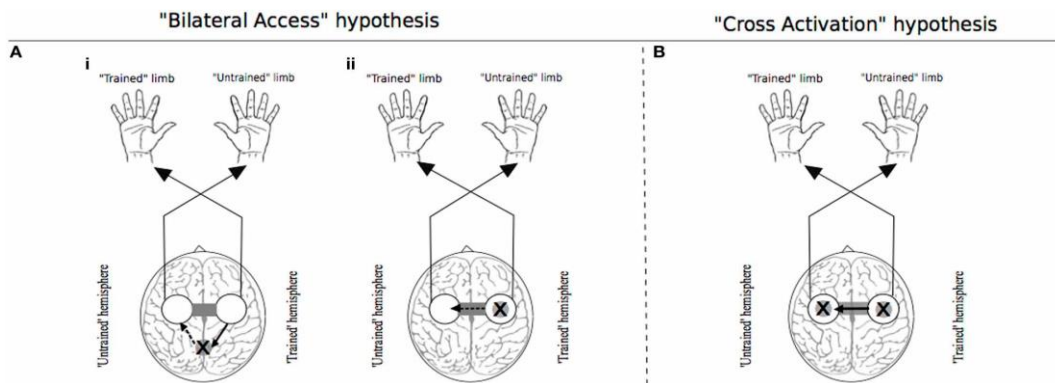 "Bilateral Access" hypothesis
"Cross Activation" hypothesis
A
i
"Trained" limb
"Untrained" limb
ii
"Trained" limb
"Untrained" limb
B
"Trained" limb
"Untrained" limb
'Untrained' hemisphere
X
'Trained' hemisphere
'Untrained' hemisphere
X
'Trained' hemisphere
'Untrained' hemisphere
X
X
'Trained' hemisphere